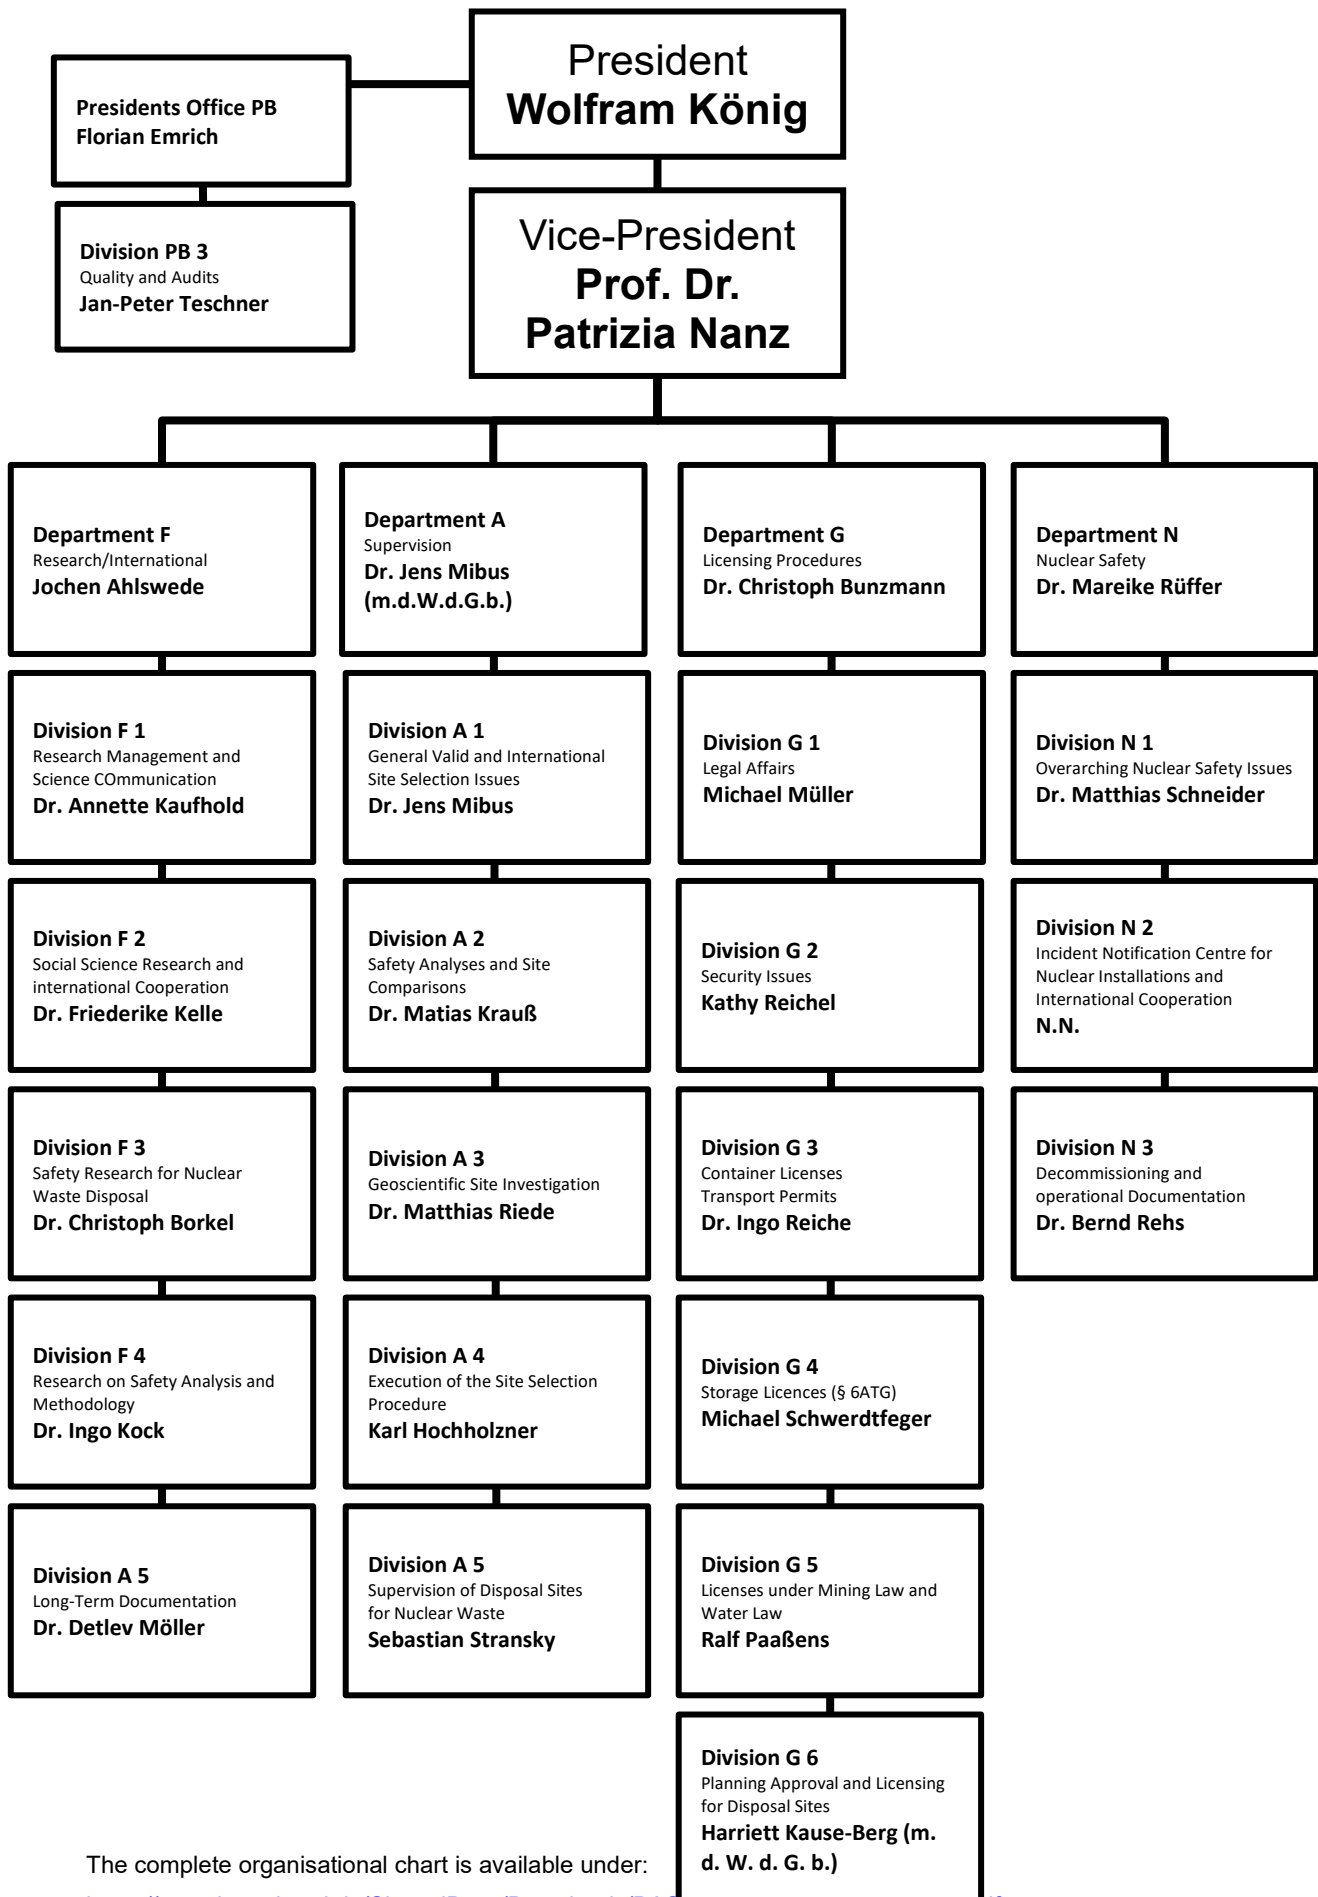 President
Wolfram König
Presidents Office PB
Florian Emrich
Division PB 3
Quality and Audits
Jan-Peter Teschner
Vice-President
Prof. Dr.
Patrizia Nanz
Department F
Research/International
Jochen Ahlswede
Division F 1
Research Management and
Science COmmunication
Dr. Annette Kaufhold
Division F 2
Social Science Research and
international Cooperation
Dr. Friederike Kelle
Division F 3
Safety Research for Nuclear
Waste Disposal
Dr. Christoph Borkel
Division F 4
Research on Safety Analysis and
Methodology
Dr. Ingo Kock
Division A 5
Long-Term Documentation
Dr. Detlev Möller
Department A
Supervision
Dr. Jens Mibus
(m.d.W.d.G.b.)
Division A 1
General Valid and International
Site Selection Issues
Dr. Jens Mibus
Division A 2
Safety Analyses and Site
Comparisons
Dr. Matias Krauß
Division A 3
Geoscientific Site Investigation
Dr. Matthias Riede
Division A 4
Execution of the Site Selection
Procedure
Karl Hochholzner
Division A 5
Supervision of Disposal Sites
for Nuclear Waste
Sebastian Stransky
Department G
Licensing Procedures
Dr. Christoph Bunzmann
Division G 1
Legal Affairs
Michael Müller
Division G 2
Security Issues
Kathy Reichel
Division G 3
Container Licenses
Transport Permits
Dr. Ingo Reiche
Division G 4
Storage Licences (§ 6ATG)
Michael Schwerdtfeger
Division G 5
Licenses under Mining Law and
Water Law
Ralf Paaßens
Division G 6
Planning Approval and Licensing
for Disposal Sites
Harriett Kause-Berg (m.
d. W. d. G. b.)
Department N
Nuclear Safety
Dr. Mareike Rüffer
Division N 1
Overarching Nuclear Safety Issues
Dr. Matthias Schneider
Division N 2
Incident Notification Centre for
Nuclear Installations and
International Cooperation
N.N.
Division N 3
Decommissioning and
operational Documentation
Dr. Bernd Rehs
The complete organisational chart is available under: